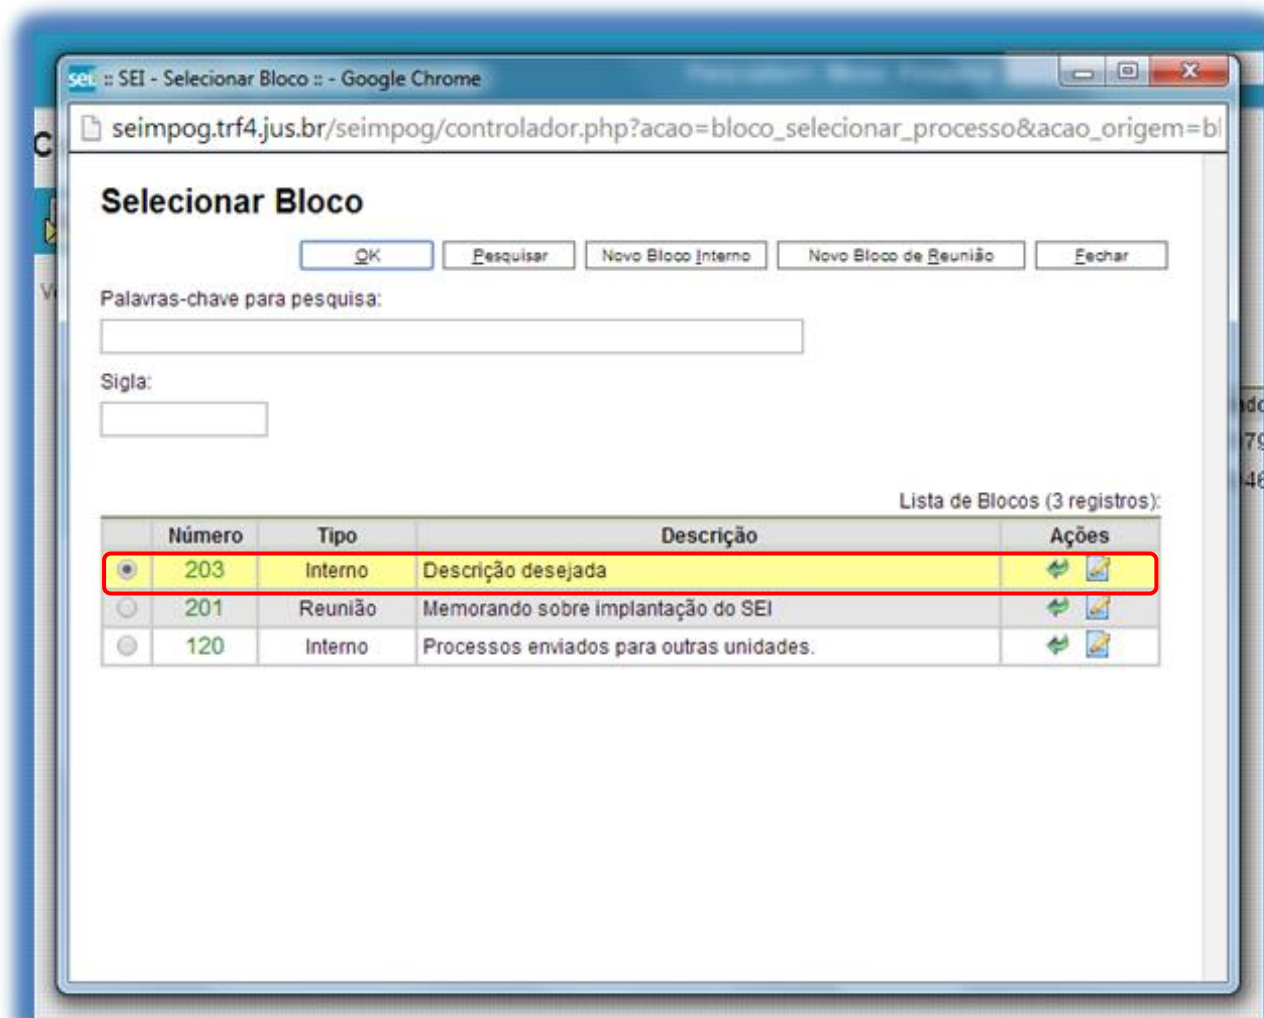 sei :: SEI - Selecionar Bloco :: - Google Chrome
seimpog.trf4.jus.br/seimpog/controlador.php?acao=bloco_selecionar_processo&acao_origem=bl
Selecionar Bloco
OK Pesquisar Novo Bloco Interno Novo Bloco de Reunião Fechar
Palavras-chave para pesquisa:
Sigla:
Lista de Blocos (3 registros):
Número Tipo Descrição Ações
203 Interno Descrição desejada
201 Reunião Memorando sobre implantação do SEI
120 Interno Processos enviados para outras unidades.